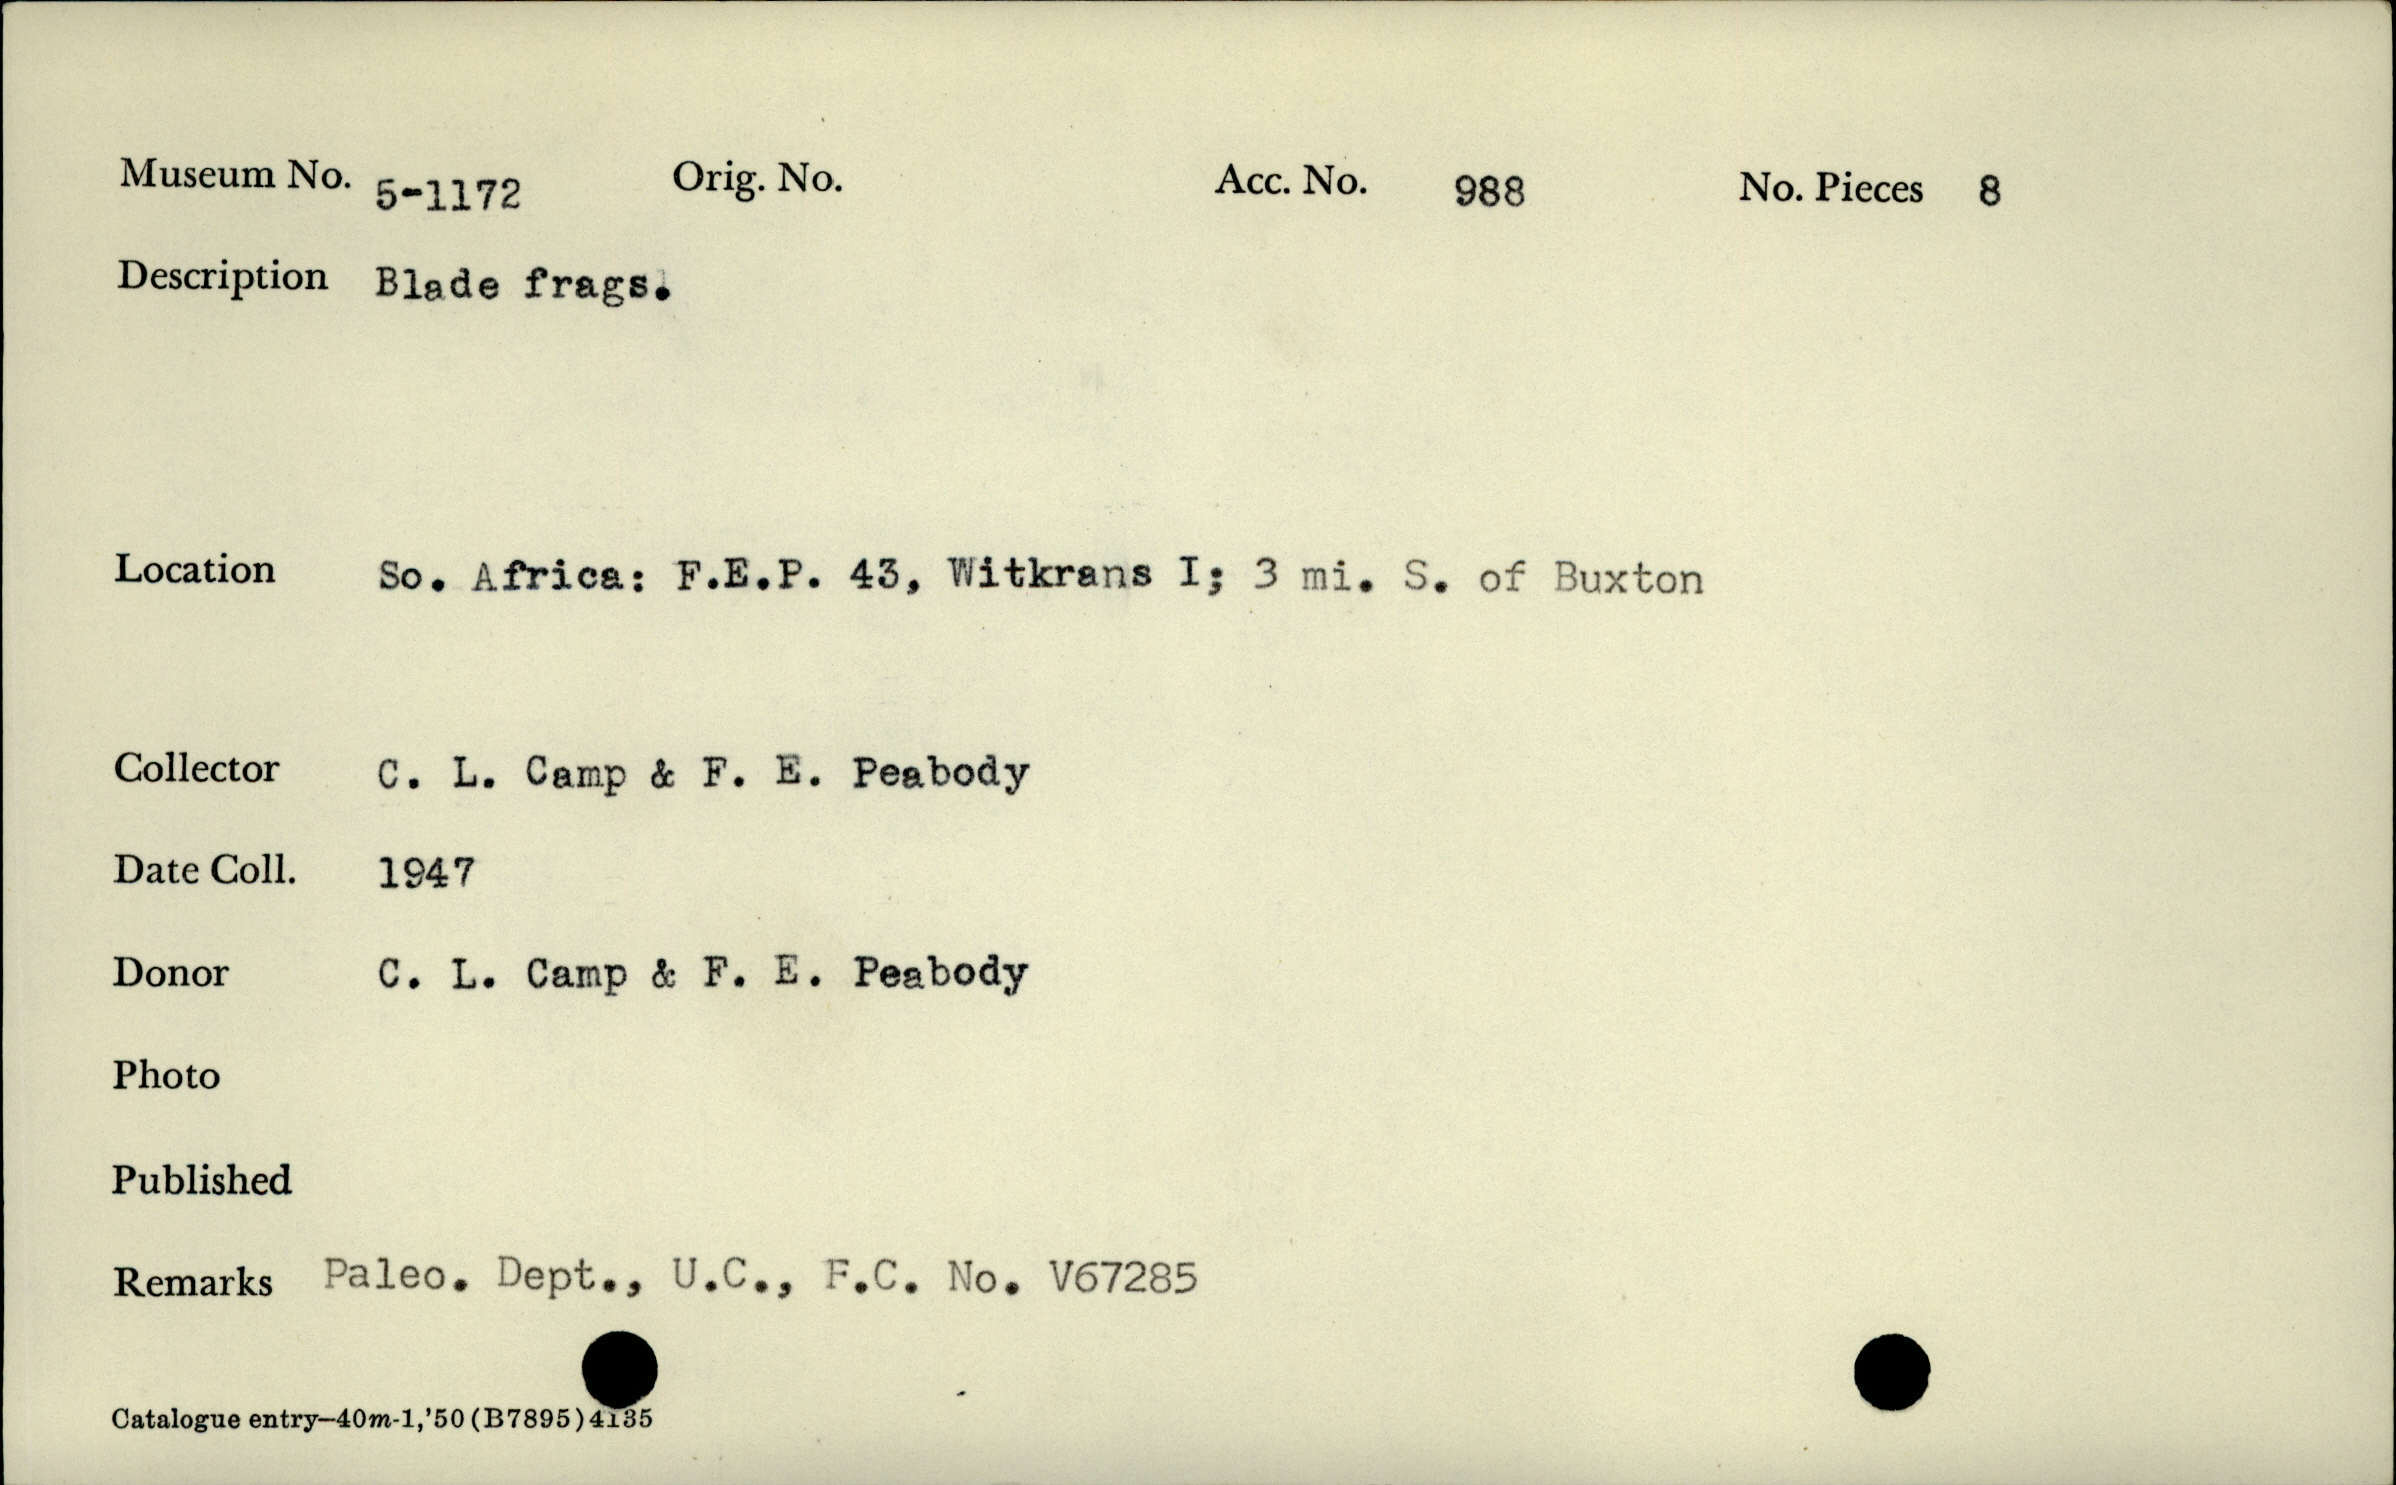 Museum No. 5-1172 Orig. No. Acc. No. 988 No. Pieces 8
Description Blade frags.
Location So. Africa: F.E.P. 43, Witkrans I; 3 mi. S. of Buxton
Collector C. L. Camp & F. E. Peabody
Date Coll. 1947
Donor C. L. Camp & F. E. Peabody
Photo
Published
Remarks Paleo. Dept., U.C., F.C. No. V67285
Catalogue entry—40m-1,'50 (B7895) 4135